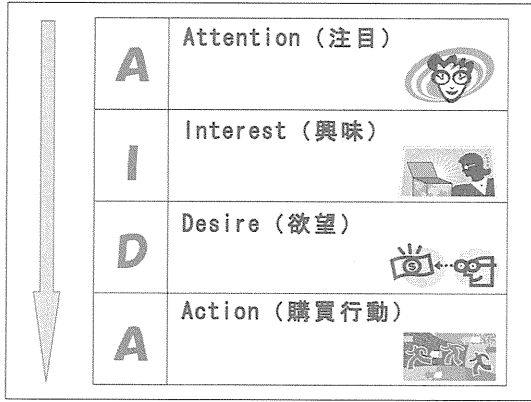 A
Attention（注目）
I
Interest（興味）
D
Desire（欲望）
A
Action（購買行動）